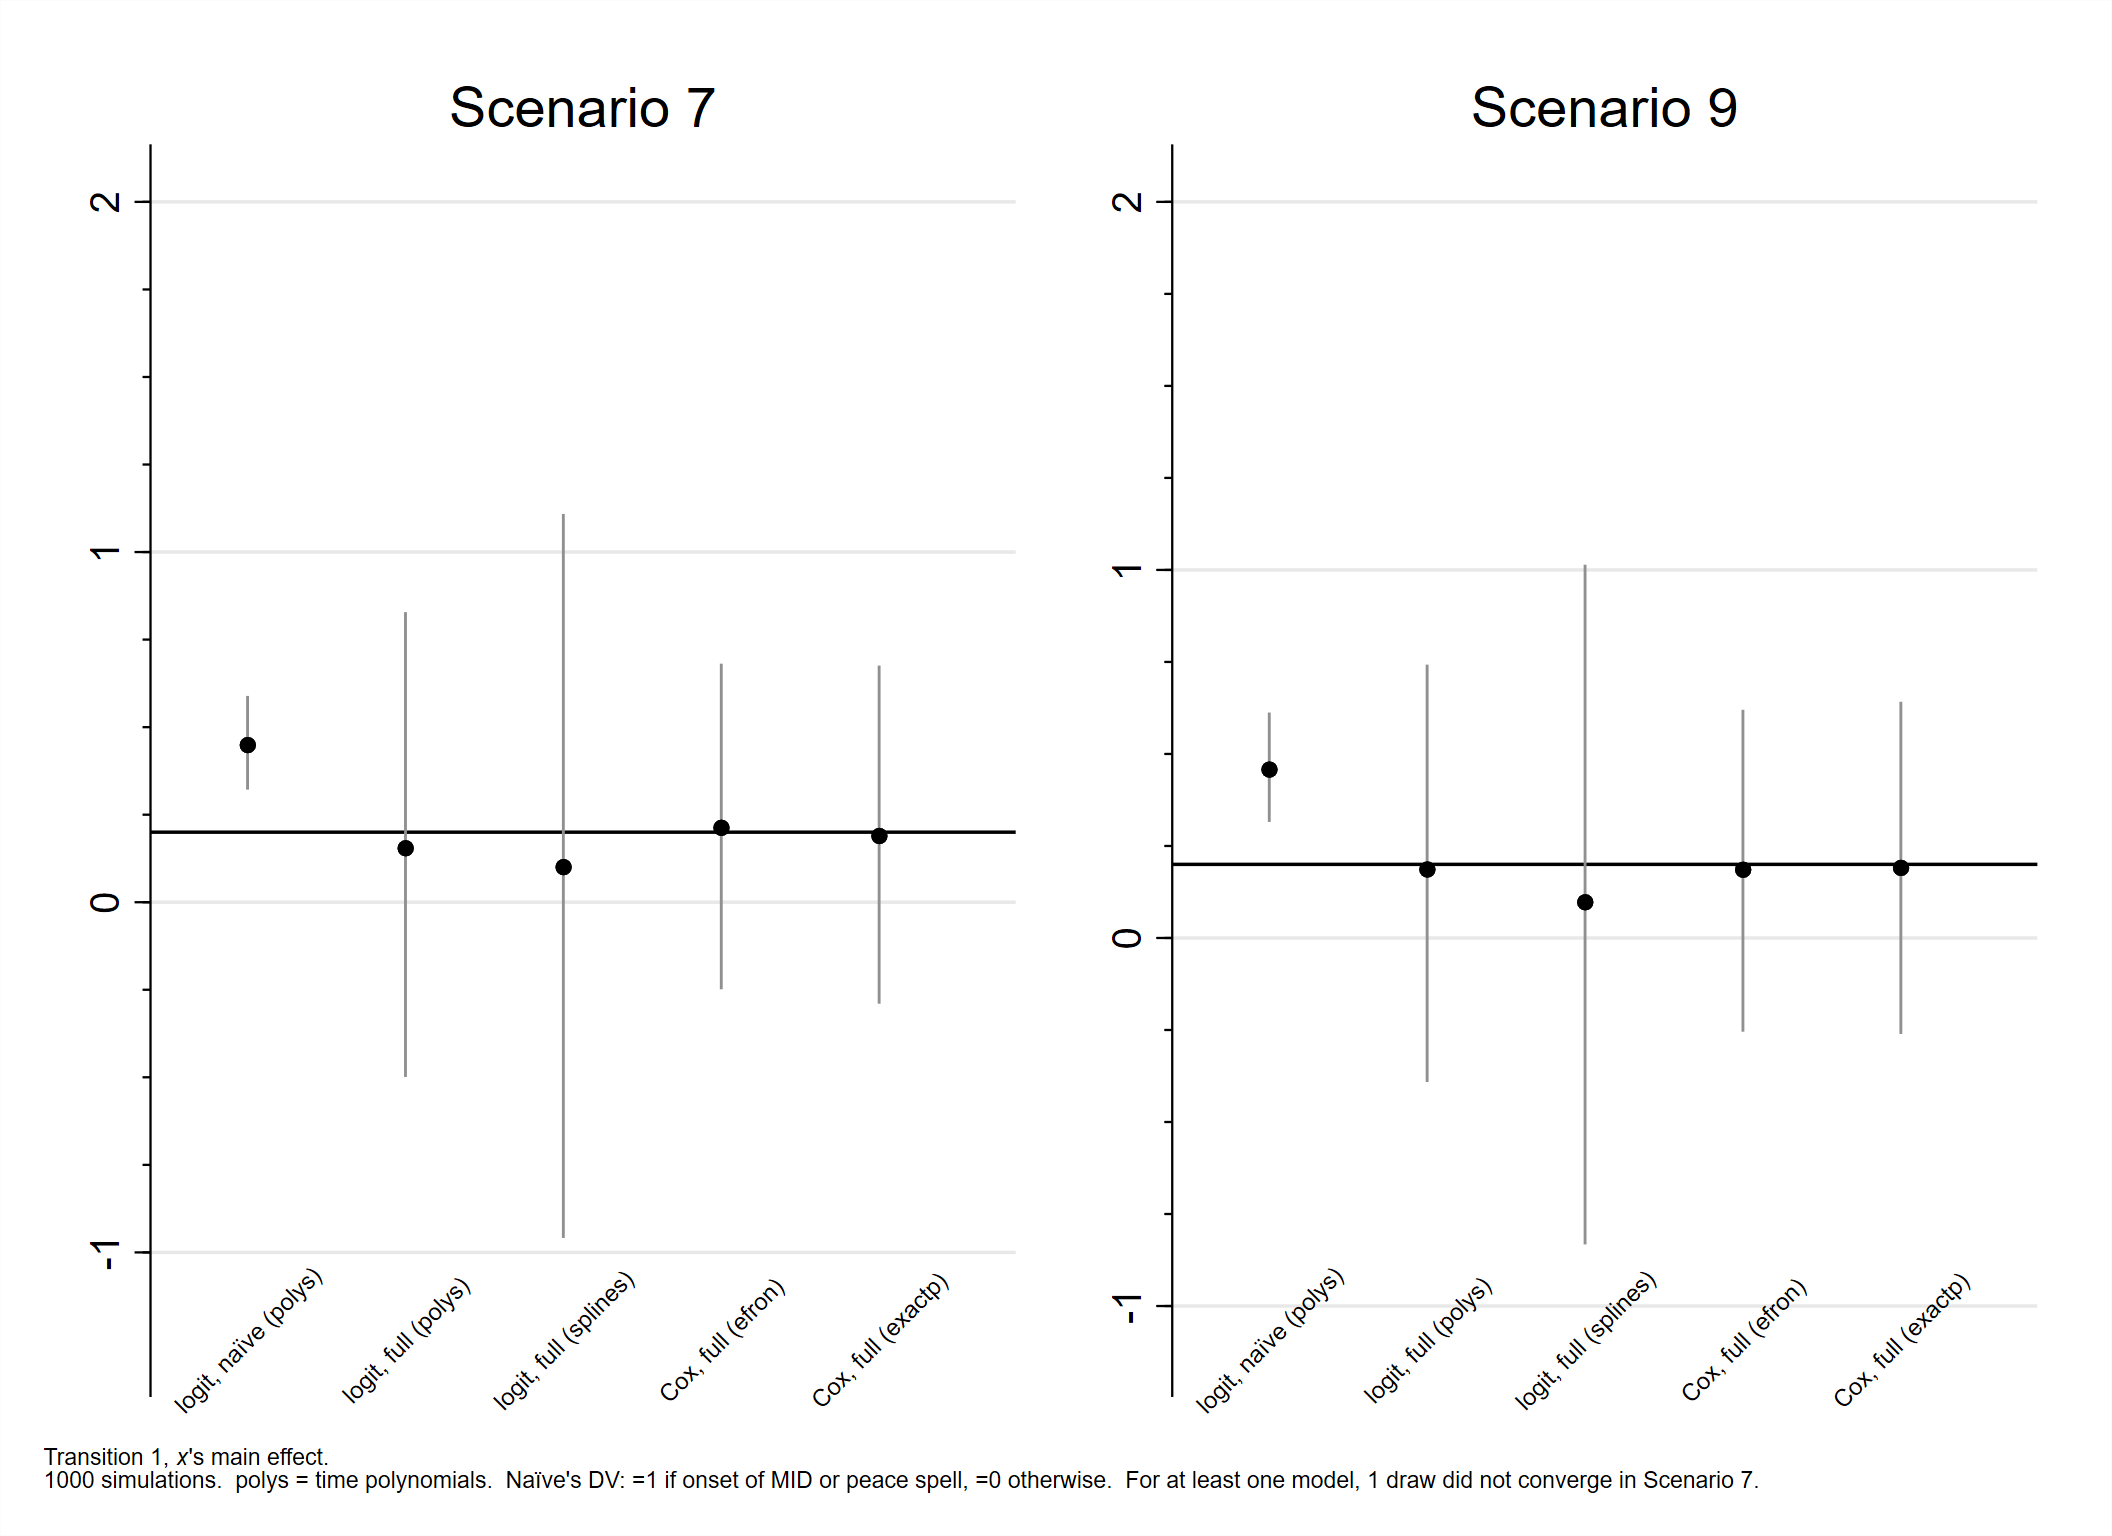 Scenario 7
2
1
0
-1
logit, naïve (polys)
logit, full (polys)
logit, full (splines)
Cox, full (efron)
Cox, full (exactp)
Scenario 9
2
1
0
-1
logit, naïve (polys)
logit, full (polys)
logit, full (splines)
Cox, full (efron)
Cox, full (exactp)
Transition 1, x's main effect.
1000 simulations.  polys = time polynomials.  Naïve's DV: =1 if onset of MID or peace spell, =0 otherwise.  For at least one model, 1 draw did not converge in Scenario 7.